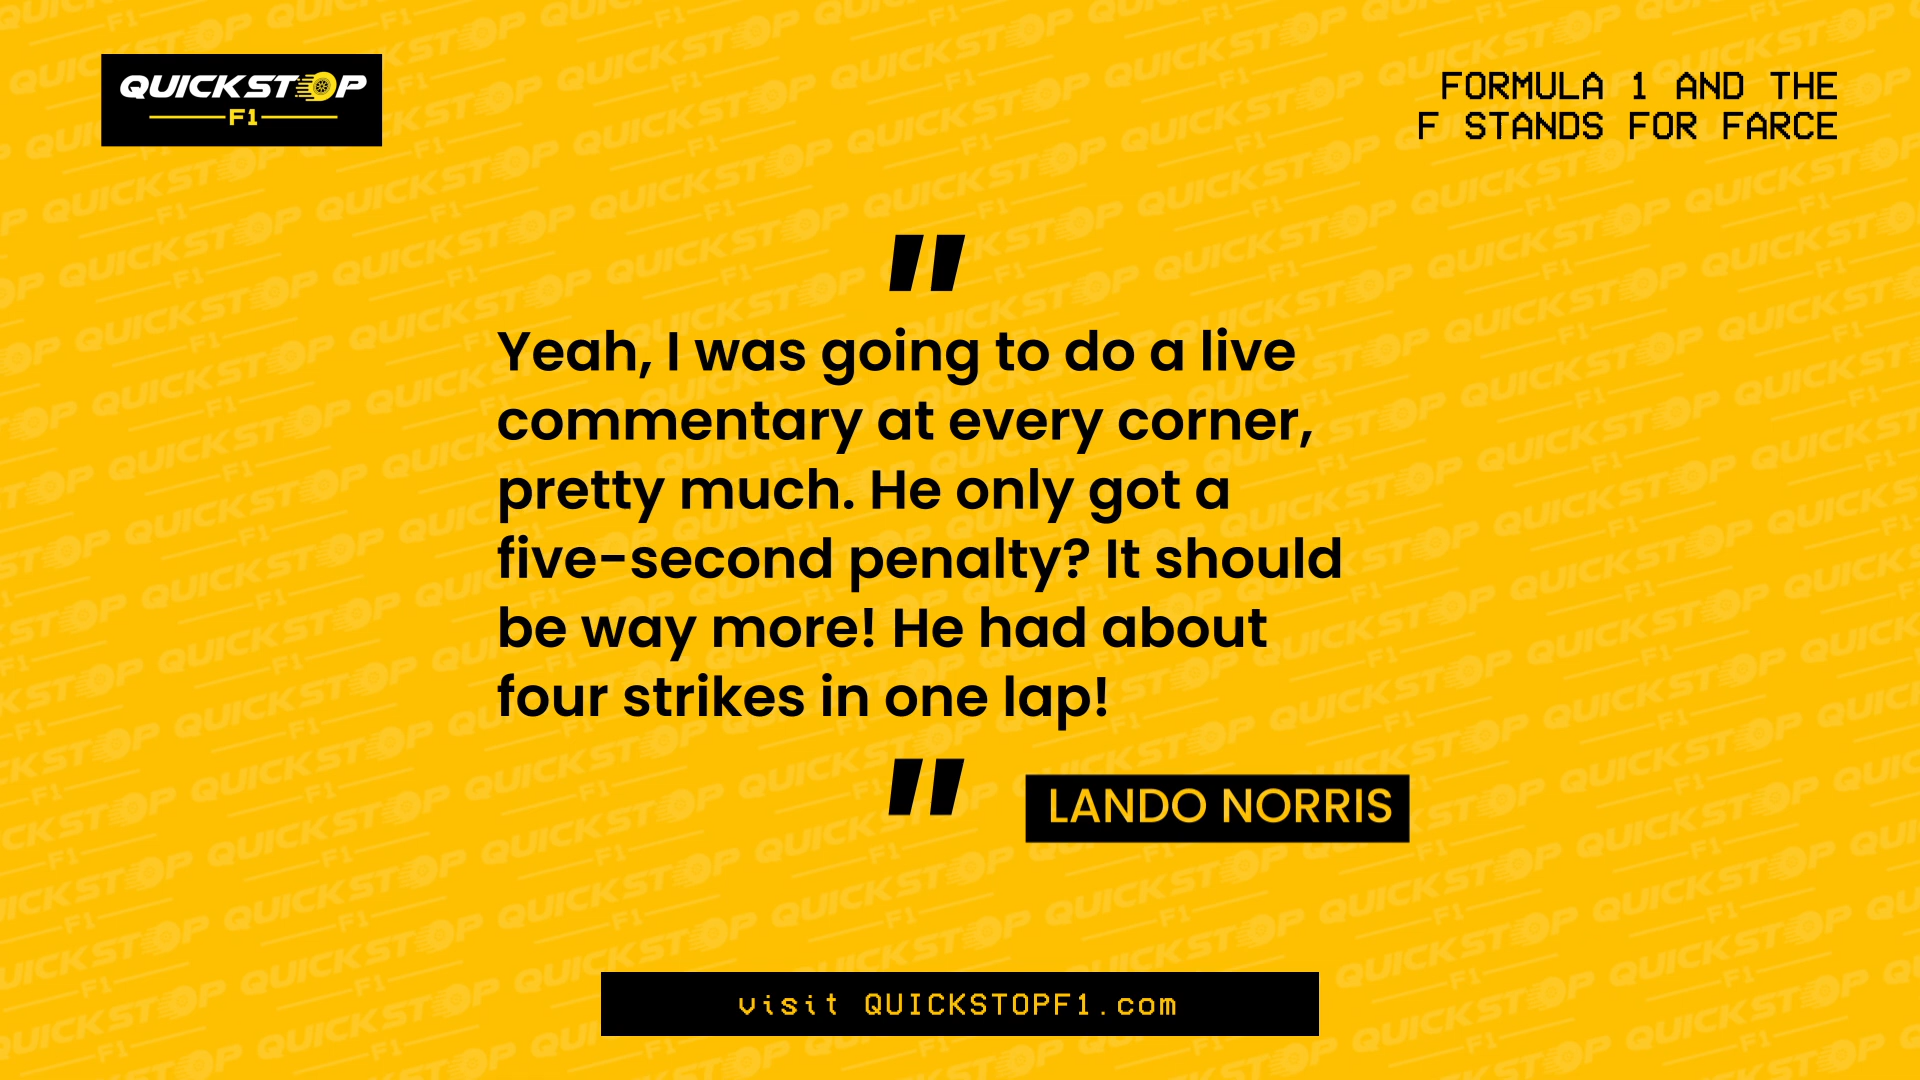 QUICKSTOP
F1
FORMULA 1 AND THE
F STANDS FOR FARCE
"
Yeah, I was going to do a live
commentary at every corner,
pretty much. He only got a
five-second penalty? It should
be way more! He had about
four strikes in one lap!
"
LANDO NORRIS
visit QUICKSTOPF1.com